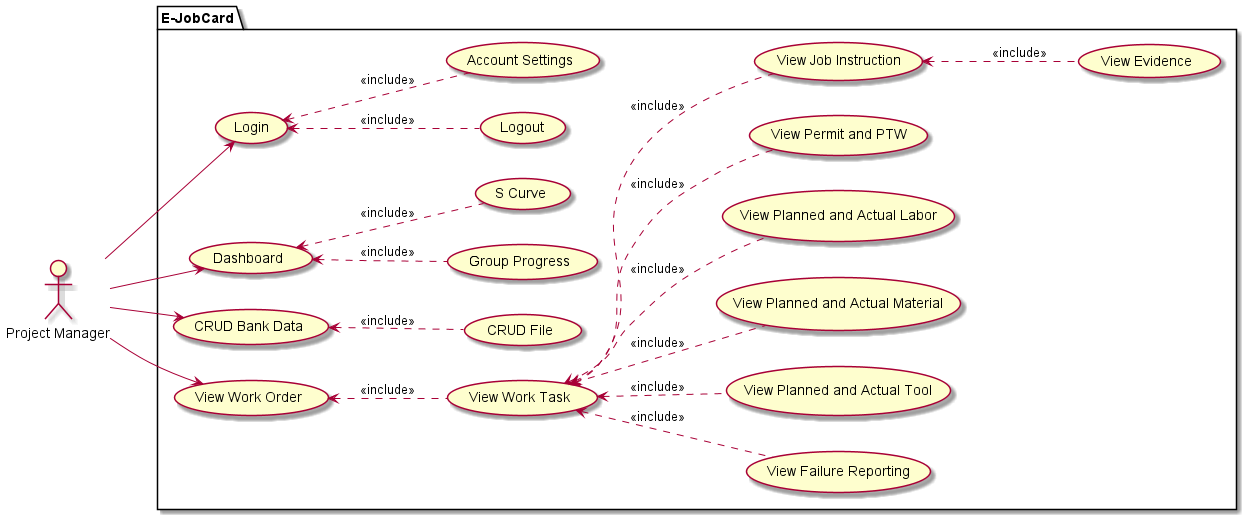 E-JobCard
Account Settings
View Job Instruction
«include»
View Evidence
«include»
«include»
Login
«include»
Logout
View Permit and PTW
«include»
S Curve
«include»
View Planned and Actual Labor
Dashboard
«include»
Group Progress
«include»
Project Manager
CRUD Bank Data
«include»
CRUD File
View Planned and Actual Material
«include»
View Work Order
«include»
View Work Task
«include»
View Planned and Actual Tool
«include»
View Failure Reporting